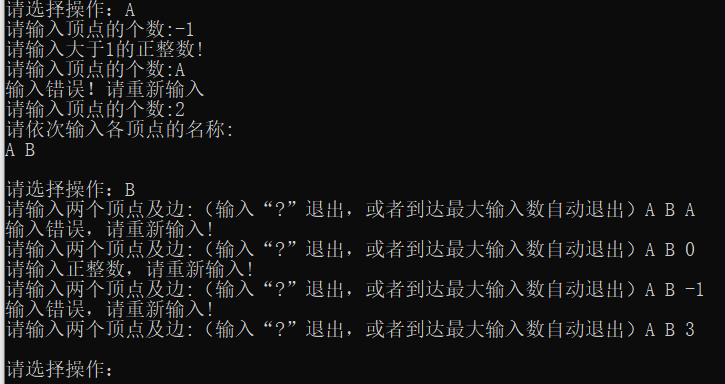 请选择操作：A
请输入顶点的个数:-1
请输入大于1的正整数!
请输入顶点的个数:A
输入错误！请重新输入
请输入顶点的个数:2
请依次输入各顶点的名称:
A B
请选择操作：B
请输入两个顶点及边:（输入“?”退出，或者到达最大输入数自动退出）A B A
输入错误，请重新输入!
请输入两个顶点及边:（输入“?”退出，或者到达最大输入数自动退出）A B 0
请输入正整数，请重新输入!
请输入两个顶点及边:（输入“?”退出，或者到达最大输入数自动退出）A B -1
输入错误，请重新输入!
请输入两个顶点及边:（输入“?”退出，或者到达最大输入数自动退出）A B 3
请选择操作：